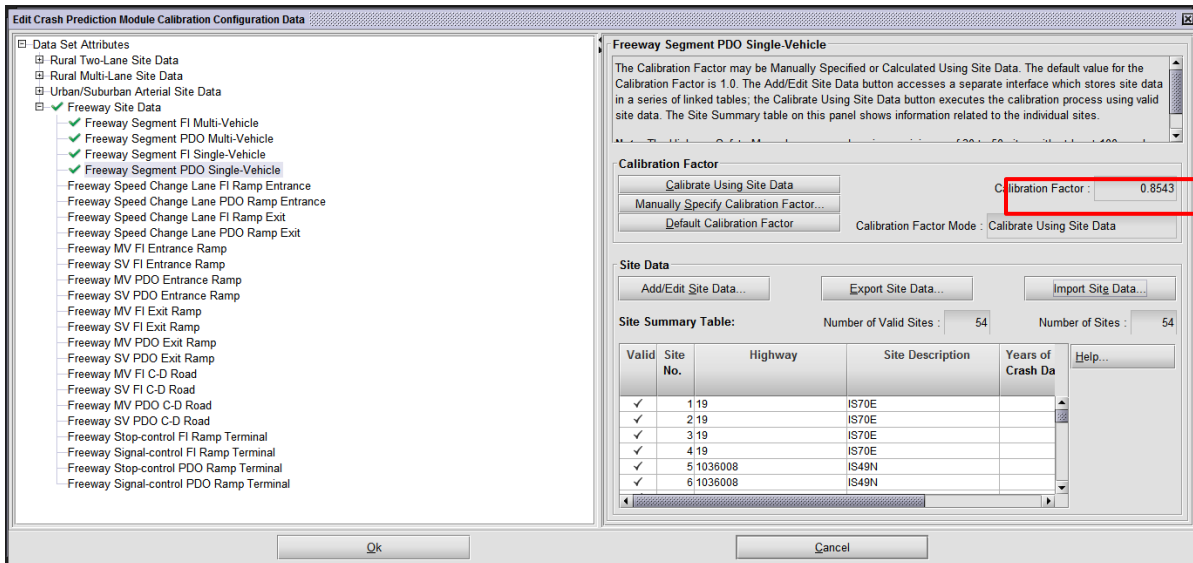 Edit Crash Prediction Module Calibration Configuration Data
Data Set Attributes
Rural Two-Lane Site Data
Rural Multi-Lane Site Data
Urban/Suburban Arterial Site Data
Freeway Site Data
Freeway Segment FI Multi-Vehicle
Freeway Segment PDO Multi-Vehicle
Freeway Segment FI Single-Vehicle
Freeway Segment PDO Single-Vehicle
Freeway Speed Change Lane FI Ramp Entrance
Freeway Speed Change Lane PDO Ramp Entrance
Freeway Speed Change Lane FI Ramp Exit
Freeway Speed Change Lane PDO Ramp Exit
Freeway MV FI Entrance Ramp
Freeway SV FI Entrance Ramp
Freeway MV PDO Entrance Ramp
Freeway SV PDO Entrance Ramp
Freeway MV FI Exit Ramp
Freeway SV FI Exit Ramp
Freeway MV PDO Exit Ramp
Freeway SV PDO Exit Ramp
Freeway MV FI C-D Road
Freeway SV FI C-D Road
Freeway MV PDO C-D Road
Freeway SV PDO C-D Road
Freeway Stop-control FI Ramp Terminal
Freeway Signal-control FI Ramp Terminal
Freeway Stop-control PDO Ramp Terminal
Freeway Signal-control PDO Ramp Terminal
Freeway Segment PDO Single-Vehicle
The Calibration Factor may be Manually Specified or Calculated Using Site Data. The default value for the
Calibration Factor is 1.0. The Add/Edit Site Data button accesses a separate interface which stores site data
in a series of linked tables; the Calibrate Using Site Data button executes the calibration process using valid
site data. The Site Summary table on this panel shows information related to the individual sites.
Calibration Factor
Calibrate Using Site Data
Calibration Factor : 0.8543
Manually Specify Calibration Factor...
Default Calibration Factor
Calibration Factor Mode : Calibrate Using Site Data
Site Data
Add/Edit Site Data... Export Site Data... Import Site Data...
Site Summary Table: Number of Valid Sites : 54 Number of Sites : 54
Valid Site No. Highway Site Description Years of Crash Da
Help...
1 19 IS70E
2 19 IS70E
3 19 IS70E
4 19 IS70E
5 1036008 IS49N
6 1036008 IS49N
Ok Cancel